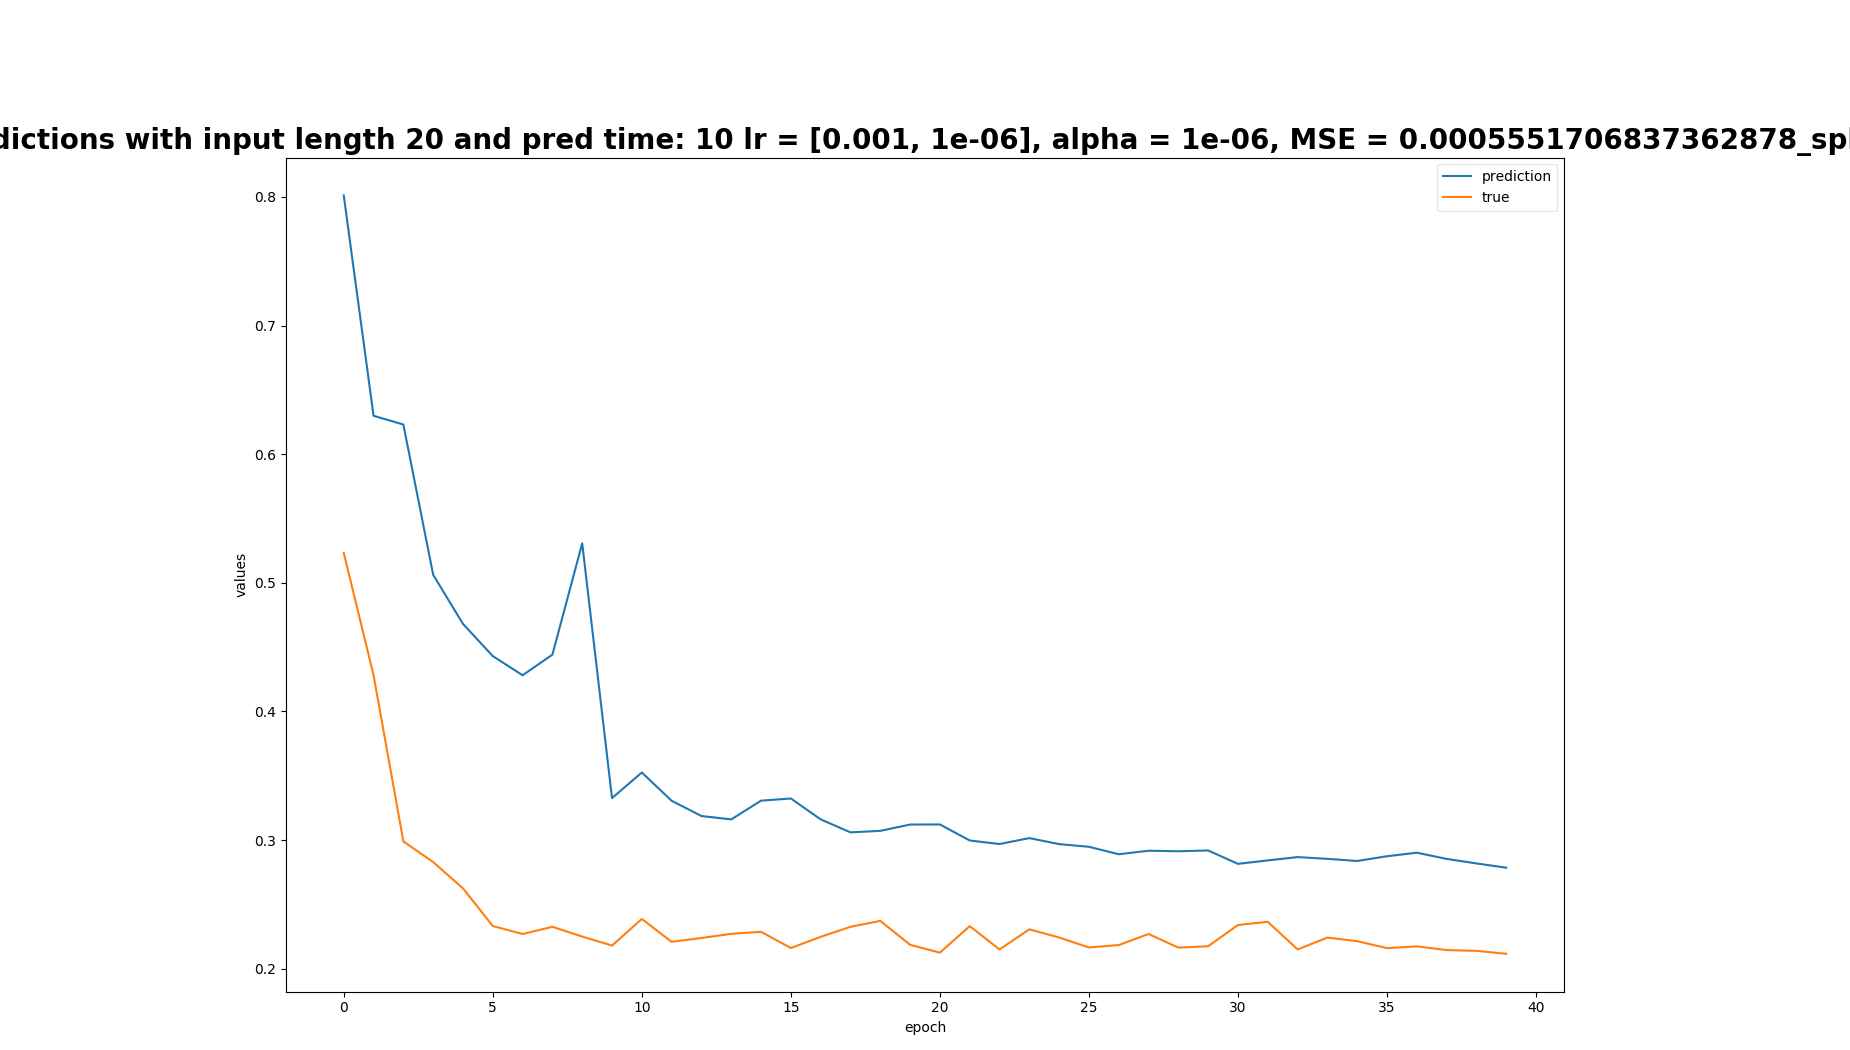 with input length 20 and pred time: 10 lr = [0.001, 1e-06], alpha = 1e-06, MSE = 0.0005551706837362878
prediction
true
0.8
0.7
0.6
0.5
0.4
0.3
0.2
values
0 5 10 15 20 25 30 35 40
epoch